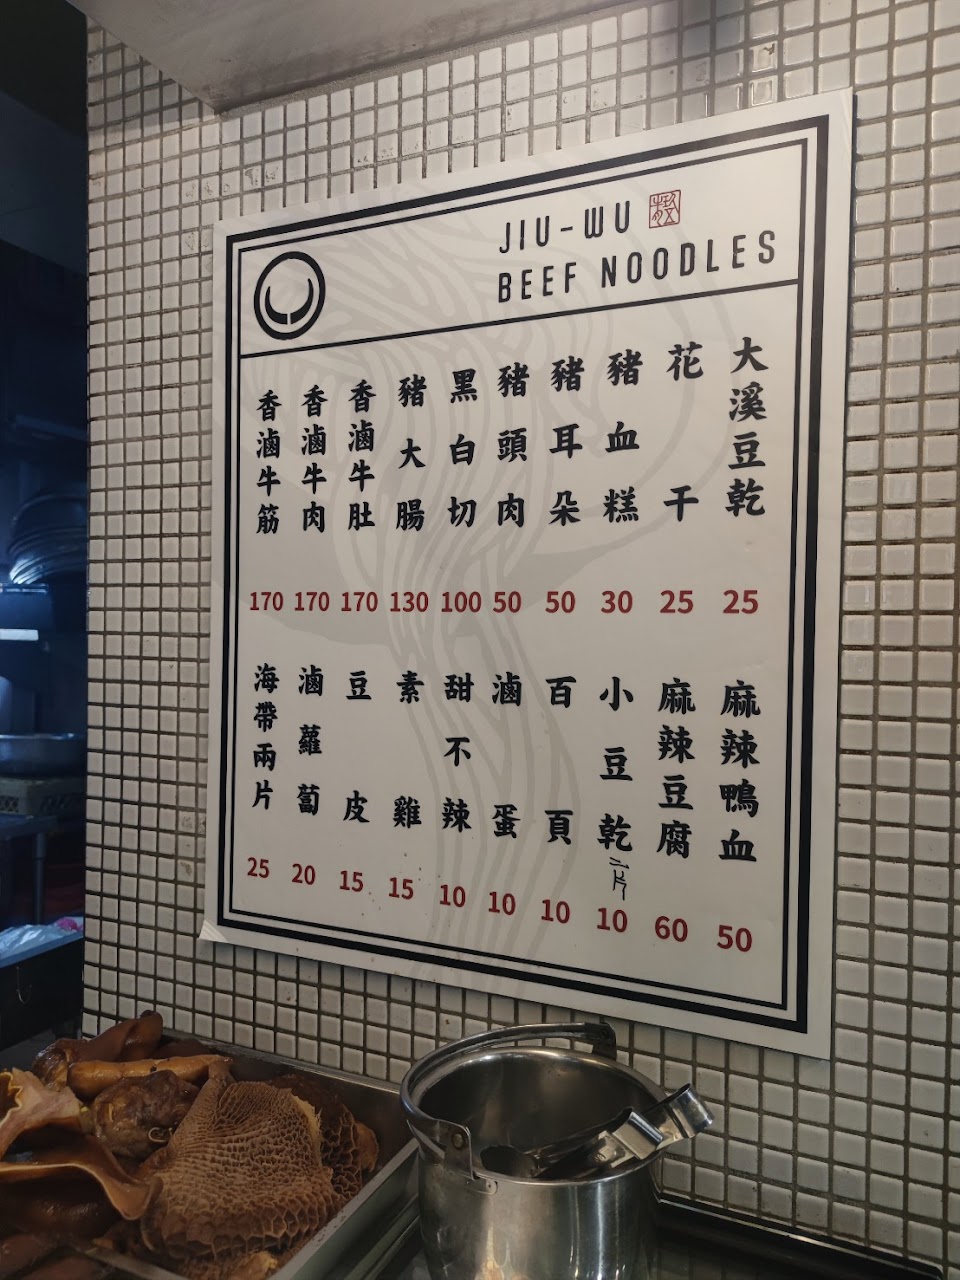 JIU-WU
BEEF NOODLES
大溪豆乾
25
花干
25
豬血糕
30
豬耳朵
50
豬頭肉
50
黑白切
100
豬大腸
130
香滷牛肚
170
香滷牛肉
170
香滷牛筋
170
麻辣鴨血
50
麻辣豆腐
60
小豆乾二片
10
百頁
10
滷蛋
10
甜不辣
10
素雞
15
豆皮
15
滷蘿蔔
20
海帶兩片
25